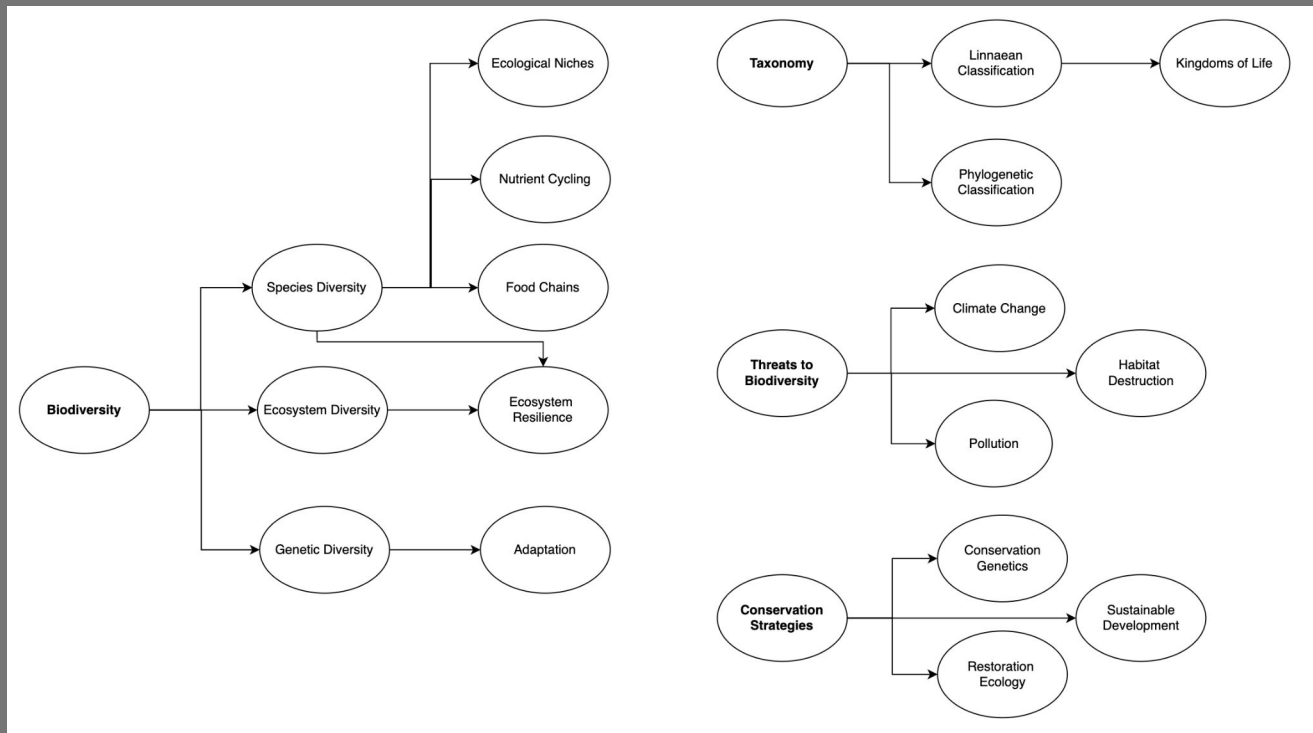 Ecological Niches
Nutrient Cycling
Species Diversity
Food Chains
Biodiversity
Ecosystem Diversity
Ecosystem
Resilience
Genetic Diversity
Adaptation
Taxonomy
Linnaean
Classification
Kingdoms of Life
Phylogenetic
Classification
Threats to
Biodiversity
Climate Change
Habitat
Destruction
Pollution
Conservation
Strategies
Conservation
Genetics
Sustainable
Development
Restoration
Ecology